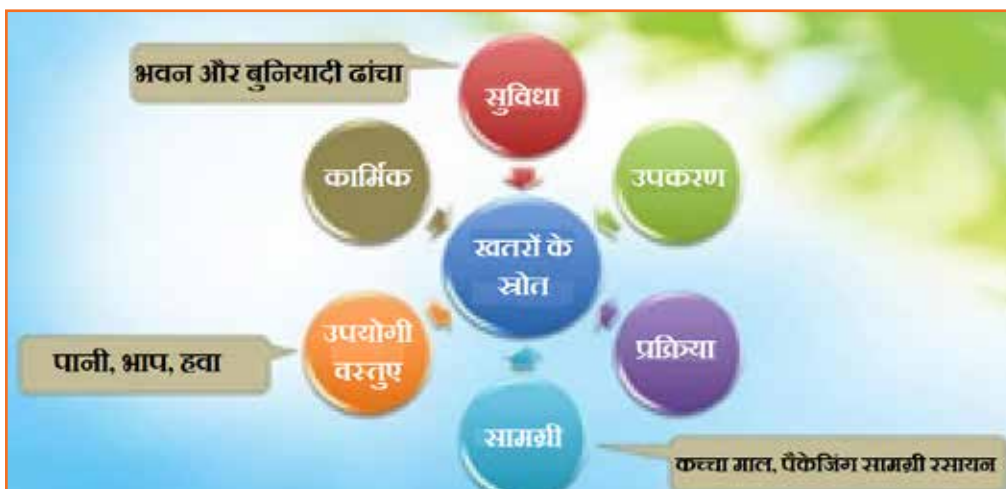 भवन और बुनियादी ढांचा
सुविधा
कार्मिक
उपकरण
खतरों के
स्रोत
उपयोगी
वस्तुए
प्रक्रिया
पानी, भाप, हवा
सामग्री
कच्चा माल, पैकेजिंग सामग्री रसायन